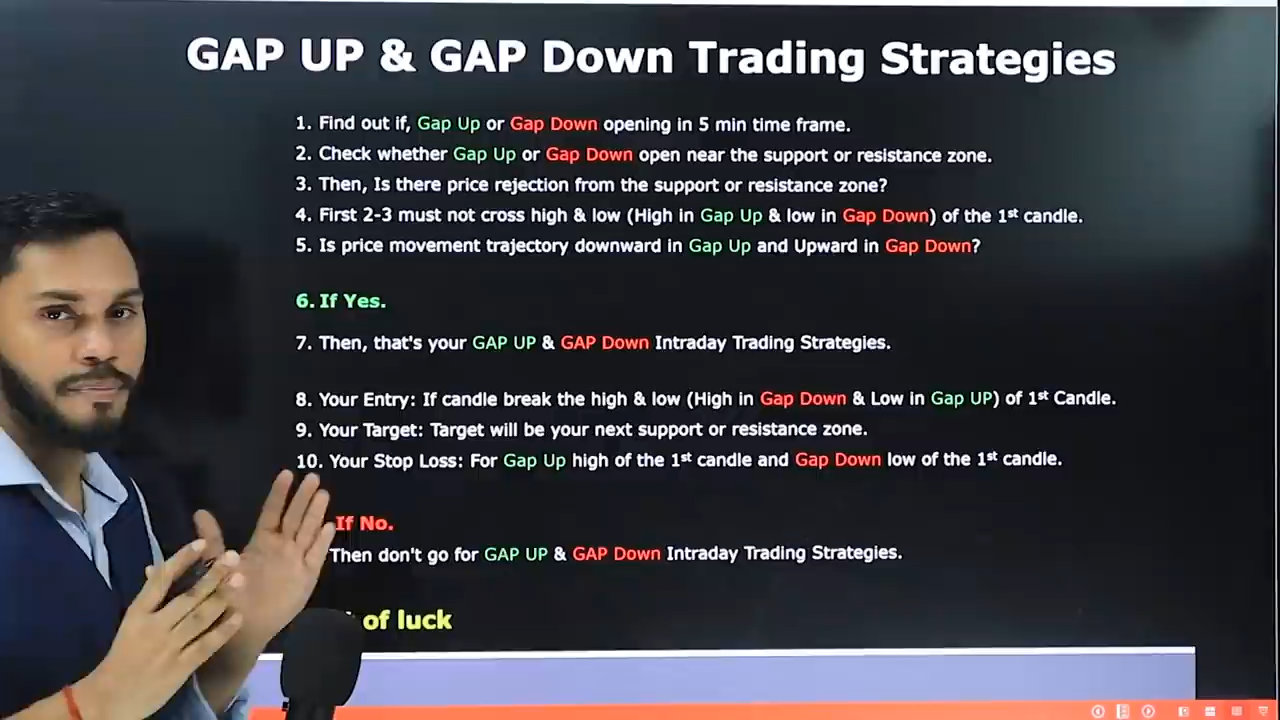 GAP UP & GAP Down Trading Strategies
1. Find out if, Gap Up or Gap Down opening in 5 min time frame.
2. Check whether Gap Up or Gap Down open near the support or resistance zone.
3. Then, Is there price rejection from the support or resistance zone?
4. First 2-3 must not cross high & low (High in Gap Up & low in Gap Down) of the 1st candle.
5. Is price movement trajectory downward in Gap Up and Upward in Gap Down?
6. If Yes.
7. Then, that's your GAP UP & GAP Down Intraday Trading Strategies.
8. Your Entry: If candle break the high & low (High in Gap Down & Low in Gap UP) of 1st Candle.
9. Your Target: Target will be your next support or resistance zone.
10. Your Stop Loss: For Gap Up high of the 1st candle and Gap Down low of the 1st candle.
If No.
Then don't go for GAP UP & GAP Down Intraday Trading Strategies.
of luck